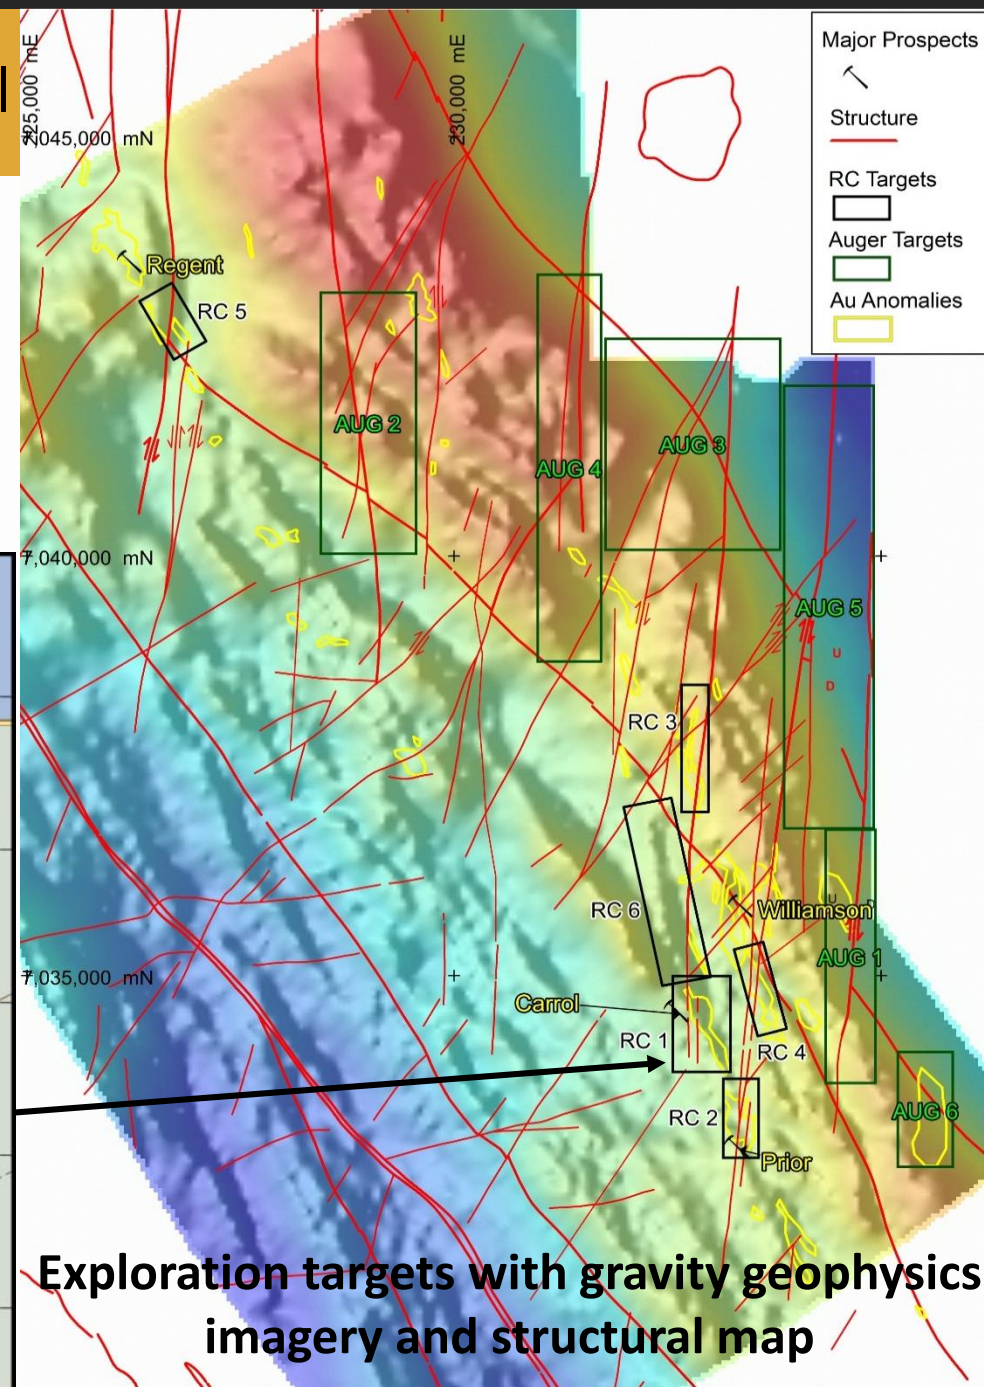 225,000 mE
230,000 mE
7,045,000 mN
Major Prospects
Structure
RC Targets
Auger Targets
Au Anomalies
Regent
RC 5
AUG 2
AUG 3
AUG 4
7,040,000 mN
AUG 5
U
D
RC 3
RC 6
Williamson
AUG 1
7,035,000 mN
Carrol
RC 1
RC 4
RC 2
AUG 6
Prior
Exploration targets with gravity geophysics
imagery and structural map